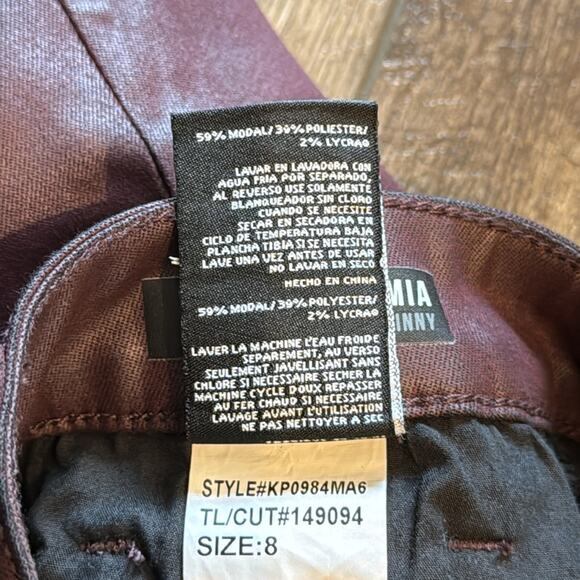 59% MODAL/39% POLIESTER/
2% LYCRA®
LAVAR EN LAVADORA CON
AGUA FRIA POR SEPARADO,
AL REVERSO USE SOLAMENTE
BLANQUEADOR SIN CLORO
CUANDO SE NECESITE
SECAR EN SECADORA EN
CICLO DE TEMPERATURA BAJA
PLANCHA TIBIA SI SE NECESITA
LAVE UNA VEZ ANTES DE USAR
NO LAVAR EN SECO
HECHO EN CHINA
59% MODAL/39% POLYESTER/
2% LYCRA®
LAVER LA MACHINE L'EAU FROIDE
SEPAREMENT, AU VERSO
SEULEMENT JAVELLISANT SANS
CHLORE SI NECESSAIRE SECHER LA
MACHINE CYCLE DOUX REPASSER
AU FER CHAUD SI NECESSAIRE
LAVAGE AVANT L'UTILISATION
NE PAS NETTOYER A SEC
MIA
KINNY
STYLE#KP0984MA6
TL/CUT#149094
SIZE:8